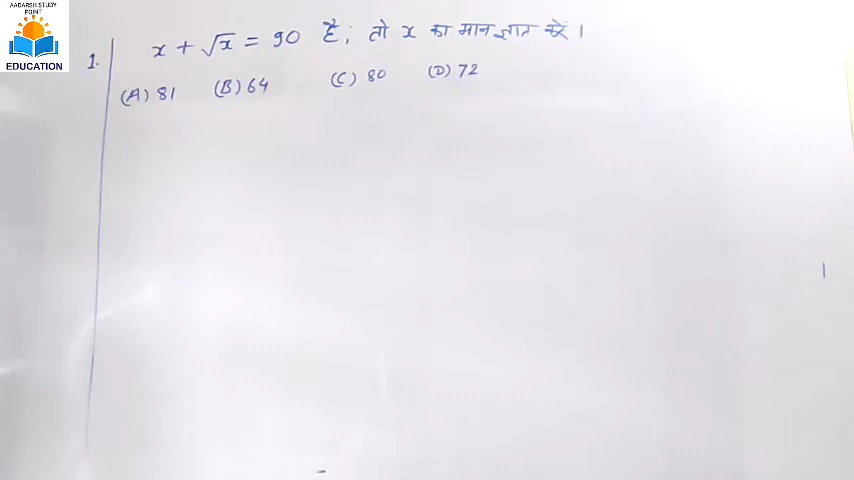 AADARSH STUDY
POINT
EDUCATION
1. x + √x = 90 है; तो x का मान ज्ञात करें ।
(A) 81 (B) 64 (C) 80 (D) 72